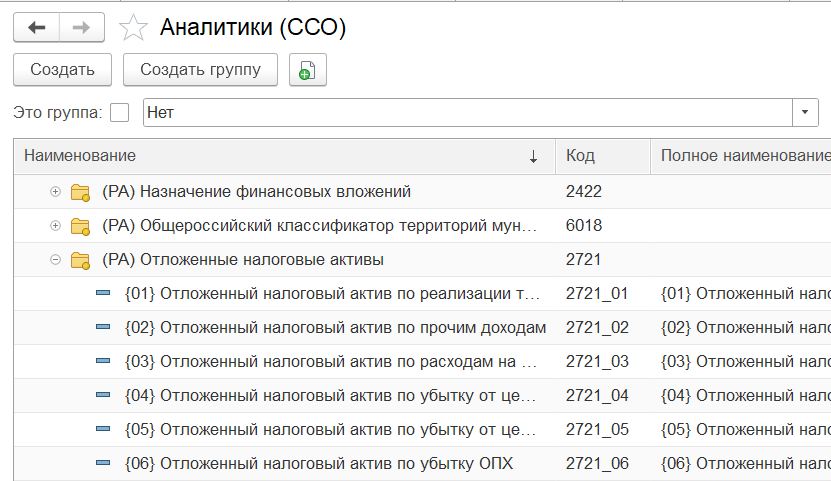 Аналитики (ССО)
Создать Создать группу
Это группа: Нет
Наименование ↓ Код Полное наименование
(РА) Назначение финансовых вложений 2422
(РА) Общероссийский классификатор территорий мун... 6018
(РА) Отложенные налоговые активы 2721
{01} Отложенный налоговый актив по реализации т... 2721_01 {01} Отложенный нало
{02} Отложенный налоговый актив по прочим доходам 2721_02 {02} Отложенный нало
{03} Отложенный налоговый актив по расходам на ... 2721_03 {03} Отложенный нало
{04} Отложенный налоговый актив по убытку от це... 2721_04 {04} Отложенный нало
{05} Отложенный налоговый актив по убытку от це... 2721_05 {05} Отложенный нало
{06} Отложенный налоговый актив по убытку ОПХ 2721_06 {06} Отложенный нало